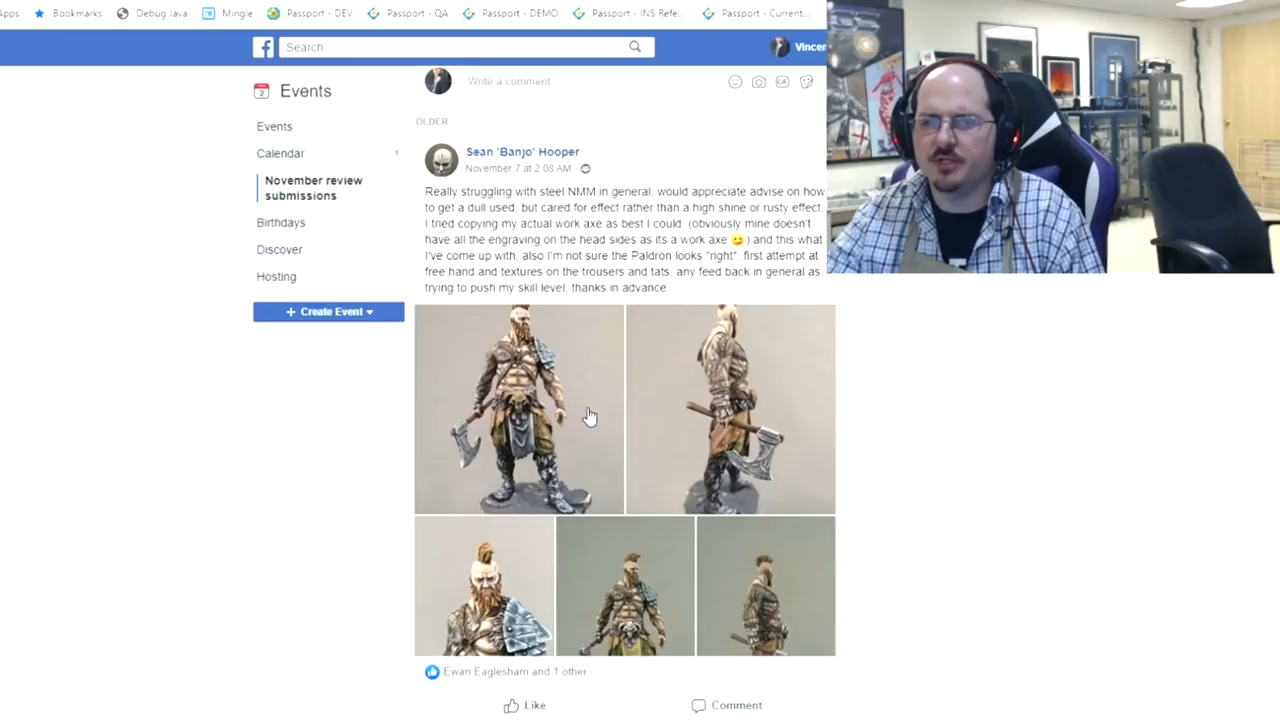 Apps Bookmarks Debug Java Mingle Passport - DEV Passport - QA Passport - DEMO Passport - INS Refe... Passport - Current,...
Search
Vincen
Events
Write a comment
OLDER
Events
Calendar 1
November review
submissions
Birthdays
Discover
Hosting
+ Create Event
Sean 'Banjo' Hooper
November 7 at 2:08 AM
Really struggling with steel NMM in general, would appreciate advise on how
to get a dull used, but cared for effect rather than a high shine or rusty effect,
I tried copying my actual work axe as best I could (obviously mine doesn't
have all the engraving on the head sides as its a work axe 😉) and this what
I've come up with, also I'm not sure the Paldron looks "right", first attempt at
free hand and textures on the trousers and tats, any feed back in general as
trying to push my skill level, thanks in advance
Ewan Eaglesham and 1 other
Like Comment